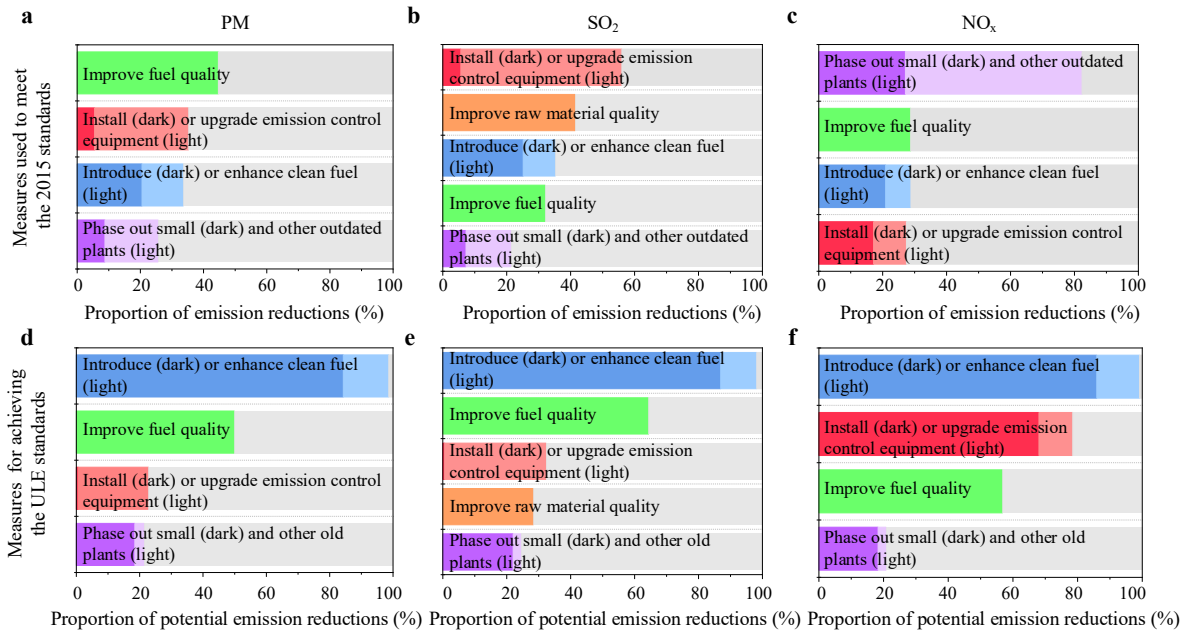 a
PM
b
SO2
c
NOx
Measures used to meet
the 2015 standards
Improve fuel quality
Install (dark) or upgrade emission control
equipment (light)
Introduce (dark) or enhance clean fuel
(light)
Phase out small (dark) and other outdated
plants (light)
0 20 40 60 80 100
Proportion of emission reductions (%)
Install (dark) or upgrade emission
control equipment (light)
Improve raw material quality
Introduce (dark) or enhance clean fuel
(light)
Improve fuel quality
Phase out small (dark) and other outdated
plants (light)
0 20 40 60 80 100
Proportion of emission reductions (%)
Phase out small (dark) and other outdated
plants (light)
Improve fuel quality
Introduce (dark) or enhance clean fuel
(light)
Install (dark) or upgrade emission control
equipment (light)
0 20 40 60 80 100
Proportion of emission reductions (%)
d
e
f
Measures for achieving
the ULE standards
Introduce (dark) or enhance clean fuel
(light)
Improve fuel quality
Install (dark) or upgrade emission control
equipment (light)
Phase out small (dark) and other old
plants (light)
0 20 40 60 80 100
Proportion of potential emission reductions (%)
Introduce (dark) or enhance clean fuel
(light)
Improve fuel quality
Install (dark) or upgrade emission
control equipment (light)
Improve raw material quality
Phase out small (dark) and other old
plants (light)
0 20 40 60 80 100
Proportion of potential emission reductions (%)
Introduce (dark) or enhance clean fuel
(light)
Install (dark) or upgrade emission
control equipment (light)
Improve fuel quality
Phase out small (dark) and other old
plants (light)
0 20 40 60 80 100
Proportion of potential emission reductions (%)